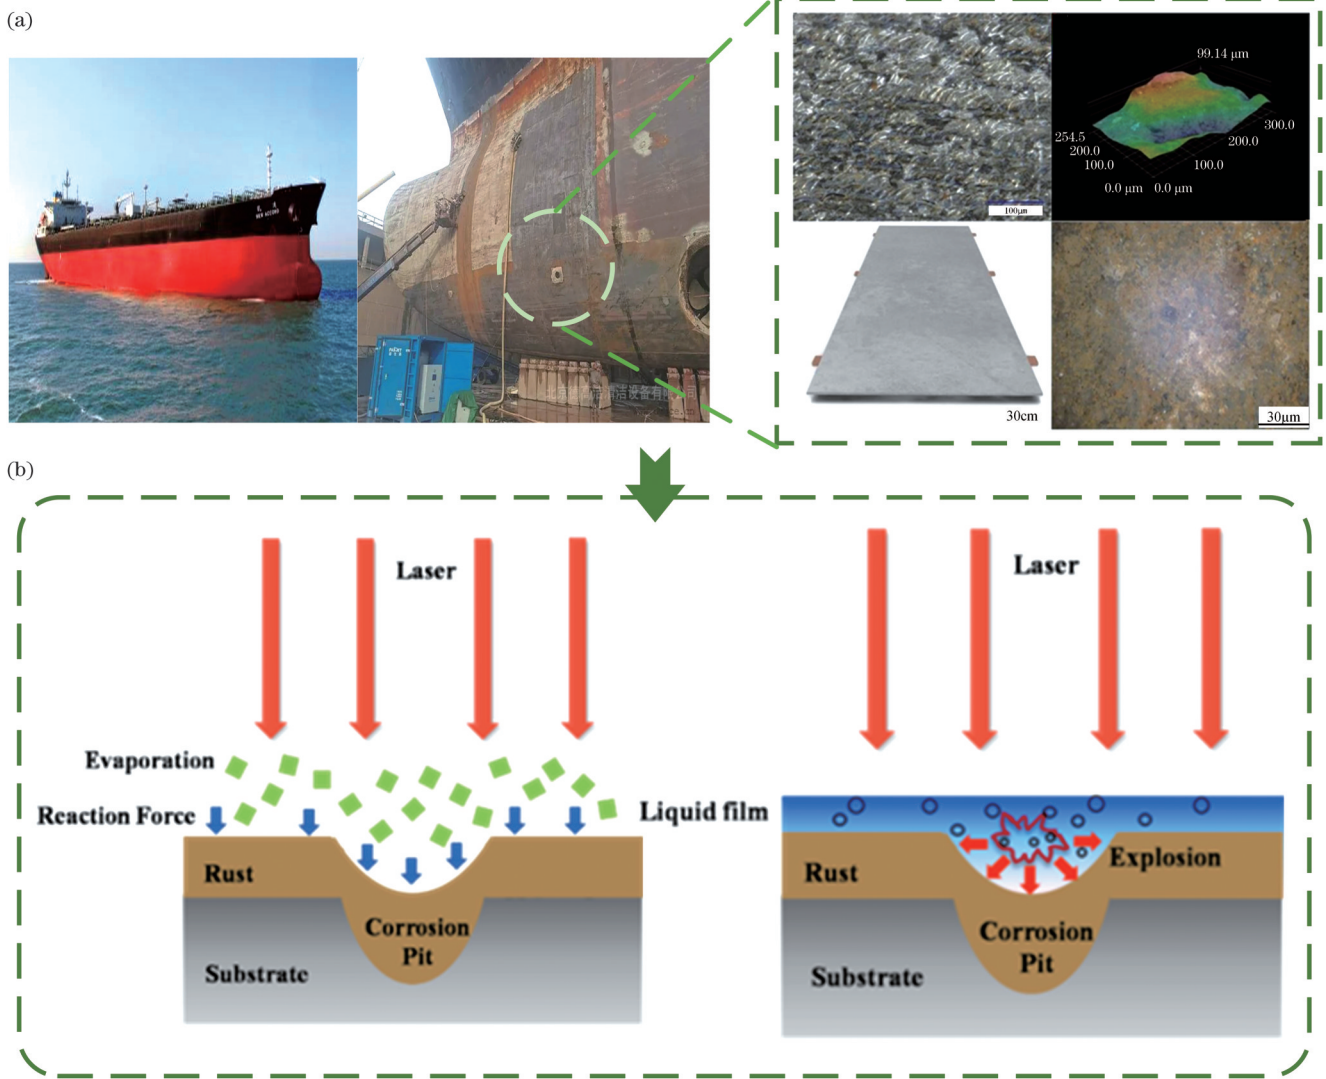 (a)
99.14 μm
254.5
200.0
100.0
0.0 μm
0.0 μm
100.0
200.0
300.0
100μm
30cm
30μm
(b)
Laser
Evaporation
Reaction Force
Rust
Corrosion
Pit
Substrate
Laser
Liquid film
Rust
Explosion
Corrosion
Pit
Substrate